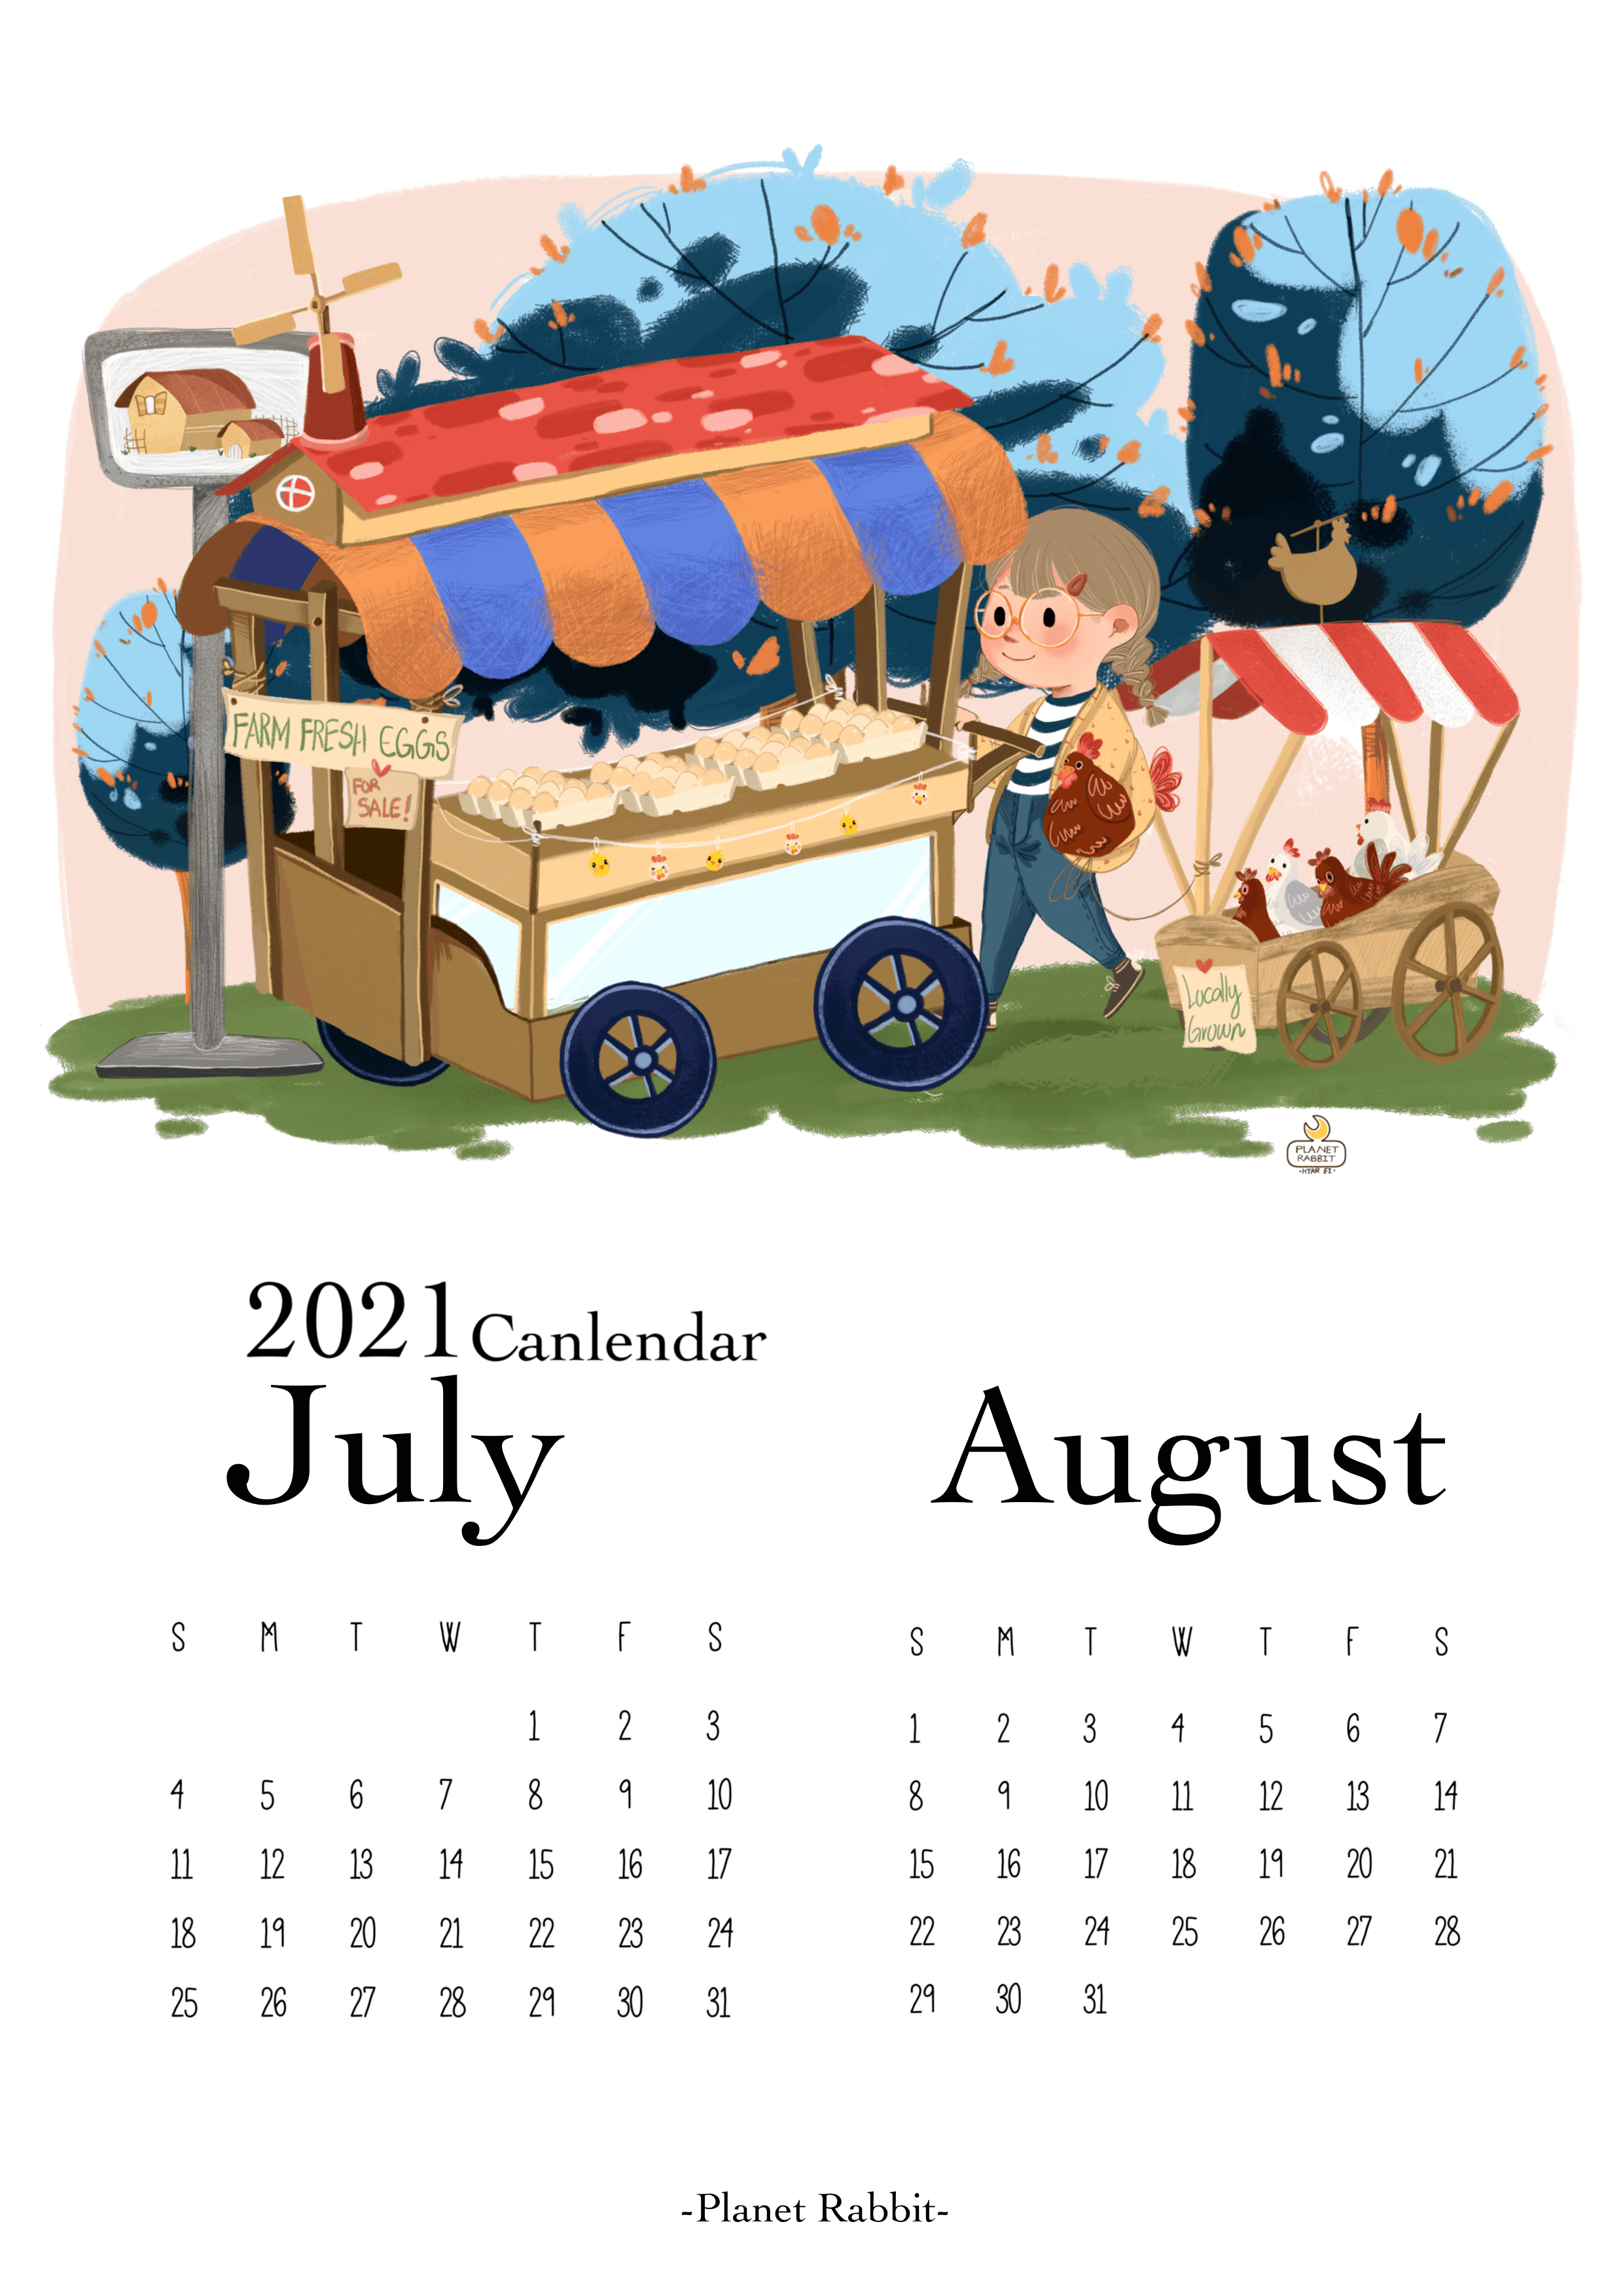 FARM FRESH EGGS
FOR
SALE!
Locally
Grown
PLANET
RABBIT
·HTAR EI·
2021 Canlendar
July
S M T W T F S
1 2 3
4 5 6 7 8 9 10
11 12 13 14 15 16 17
18 19 20 21 22 23 24
25 26 27 28 29 30 31
August
S M T W T F S
1 2 3 4 5 6 7
8 9 10 11 12 13 14
15 16 17 18 19 20 21
22 23 24 25 26 27 28
29 30 31
-Planet Rabbit-